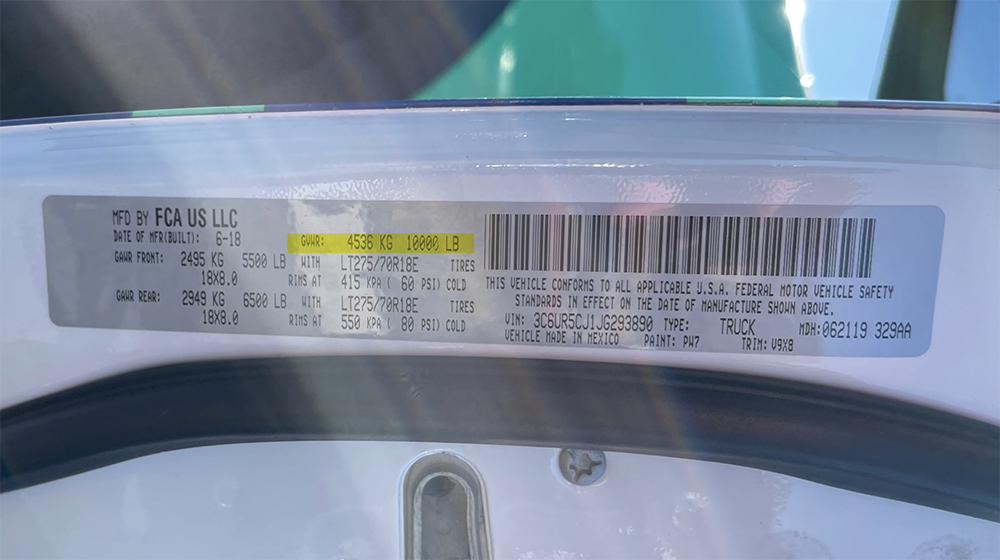 MFD BY FCA US LLC
DATE OF MFR(BUILT): 6-18
GVWR: 4536 KG 10000 LB
GAWR FRONT: 2495 KG 5500 LB WITH LT275/70R18E TIRES
18X8.0 RIMS AT 415 KPA ( 60 PSI) COLD
GAWR REAR: 2949 KG 6500 LB WITH LT275/70R18E TIRES
18X8.0 RIMS AT 550 KPA ( 80 PSI) COLD
THIS VEHICLE CONFORMS TO ALL APPLICABLE U.S.A. FEDERAL MOTOR VEHICLE SAFETY
STANDARDS IN EFFECT ON THE DATE OF MANUFACTURE SHOWN ABOVE.
VIN: 3C6UR5CJ1JG293890 TYPE: TRUCK MDH:062119 329AA
VEHICLE MADE IN MEXICO PAINT: PW7 TRIM: V9X8